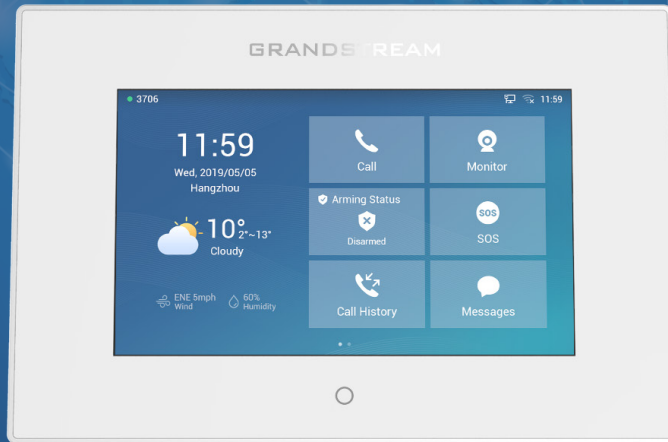 GRANDSTREAM
3706
11:59
11:59
Wed, 2019/05/05
Hangzhou
10°
2°~13°
Cloudy
ENE 5mph
Wind
60%
Humidity
Call
Monitor
Arming Status
Disarmed
SOS
SOS
Call History
Messages